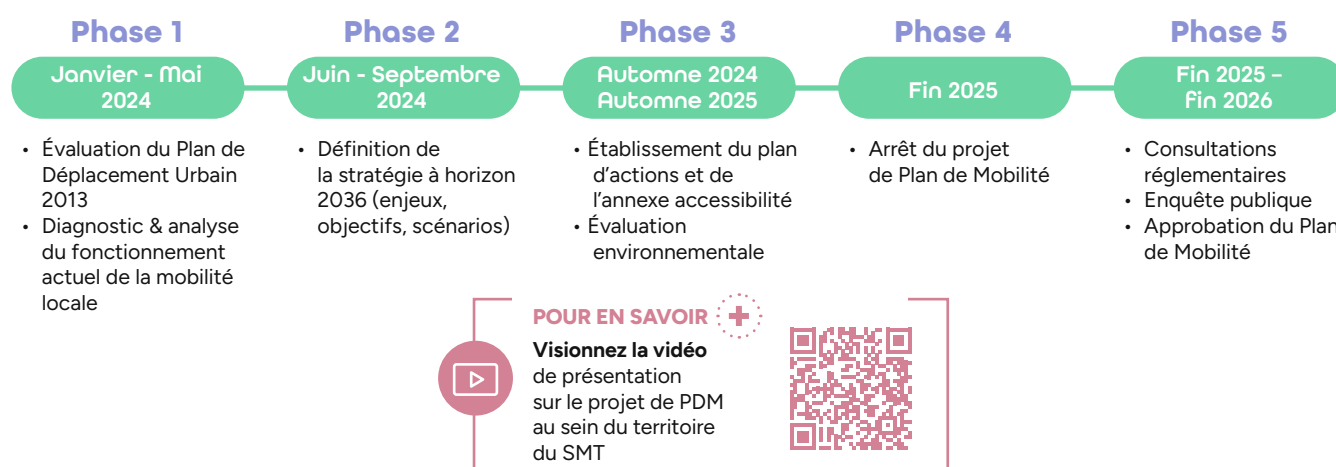 Phase 1
Janvier - Mai
2024
• Évaluation du Plan de
Déplacement Urbain
2013
• Diagnostic & analyse
du fonctionnement
actuel de la mobilité
locale
Phase 2
Juin - Septembre
2024
• Définition de
la stratégie à horizon
2036 (enjeux,
objectifs, scénarios)
Phase 3
Automne 2024
Automne 2025
• Établissement du plan
d’actions et de
l’annexe accessibilité
• Évaluation
environnementale
Phase 4
Fin 2025
• Arrêt du projet
de Plan de Mobilité
Phase 5
Fin 2025 –
fin 2026
• Consultations
réglementaires
• Enquête publique
• Approbation du Plan
de Mobilité
POUR EN SAVOIR +
Visionnez la vidéo
de présentation
sur le projet de PDM
au sein du territoire
du SMT